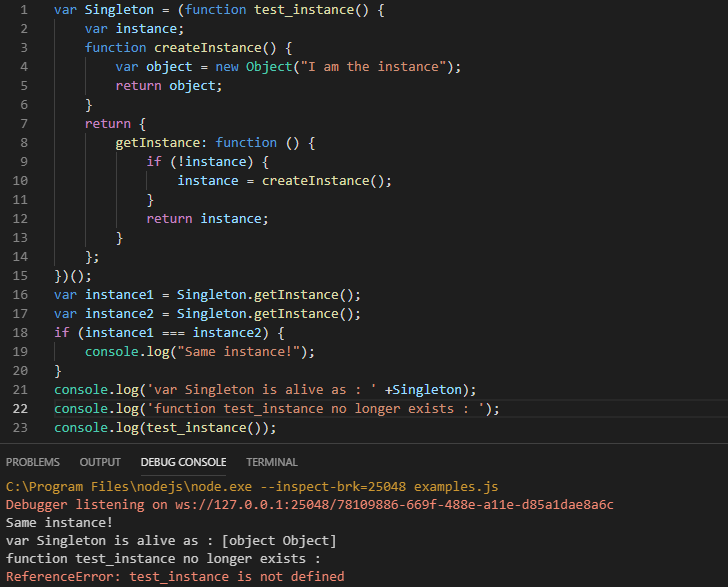 1 var Singleton = (function test_instance() {
2 var instance;
3 function createInstance() {
4 var object = new Object("I am the instance");
5 return object;
6 }
7 return {
8 getInstance: function () {
9 if (!instance) {
10 instance = createInstance();
11 }
12 return instance;
13 }
14 };
15 })();
16 var instance1 = Singleton.getInstance();
17 var instance2 = Singleton.getInstance();
18 if (instance1 === instance2) {
19 console.log("Same instance!");
20 }
21 console.log('var Singleton is alive as : ' +Singleton);
22 console.log('function test_instance no longer exists : ');
23 console.log(test_instance());
PROBLEMS OUTPUT DEBUG CONSOLE TERMINAL
C:\Program Files\nodejs\node.exe --inspect-brk=25048 examples.js
Debugger listening on ws://127.0.0.1:25048/78109886-669f-488e-a11e-d85a1dae8a6c
Same instance!
var Singleton is alive as : [object Object]
function test_instance no longer exists :
ReferenceError: test_instance is not defined